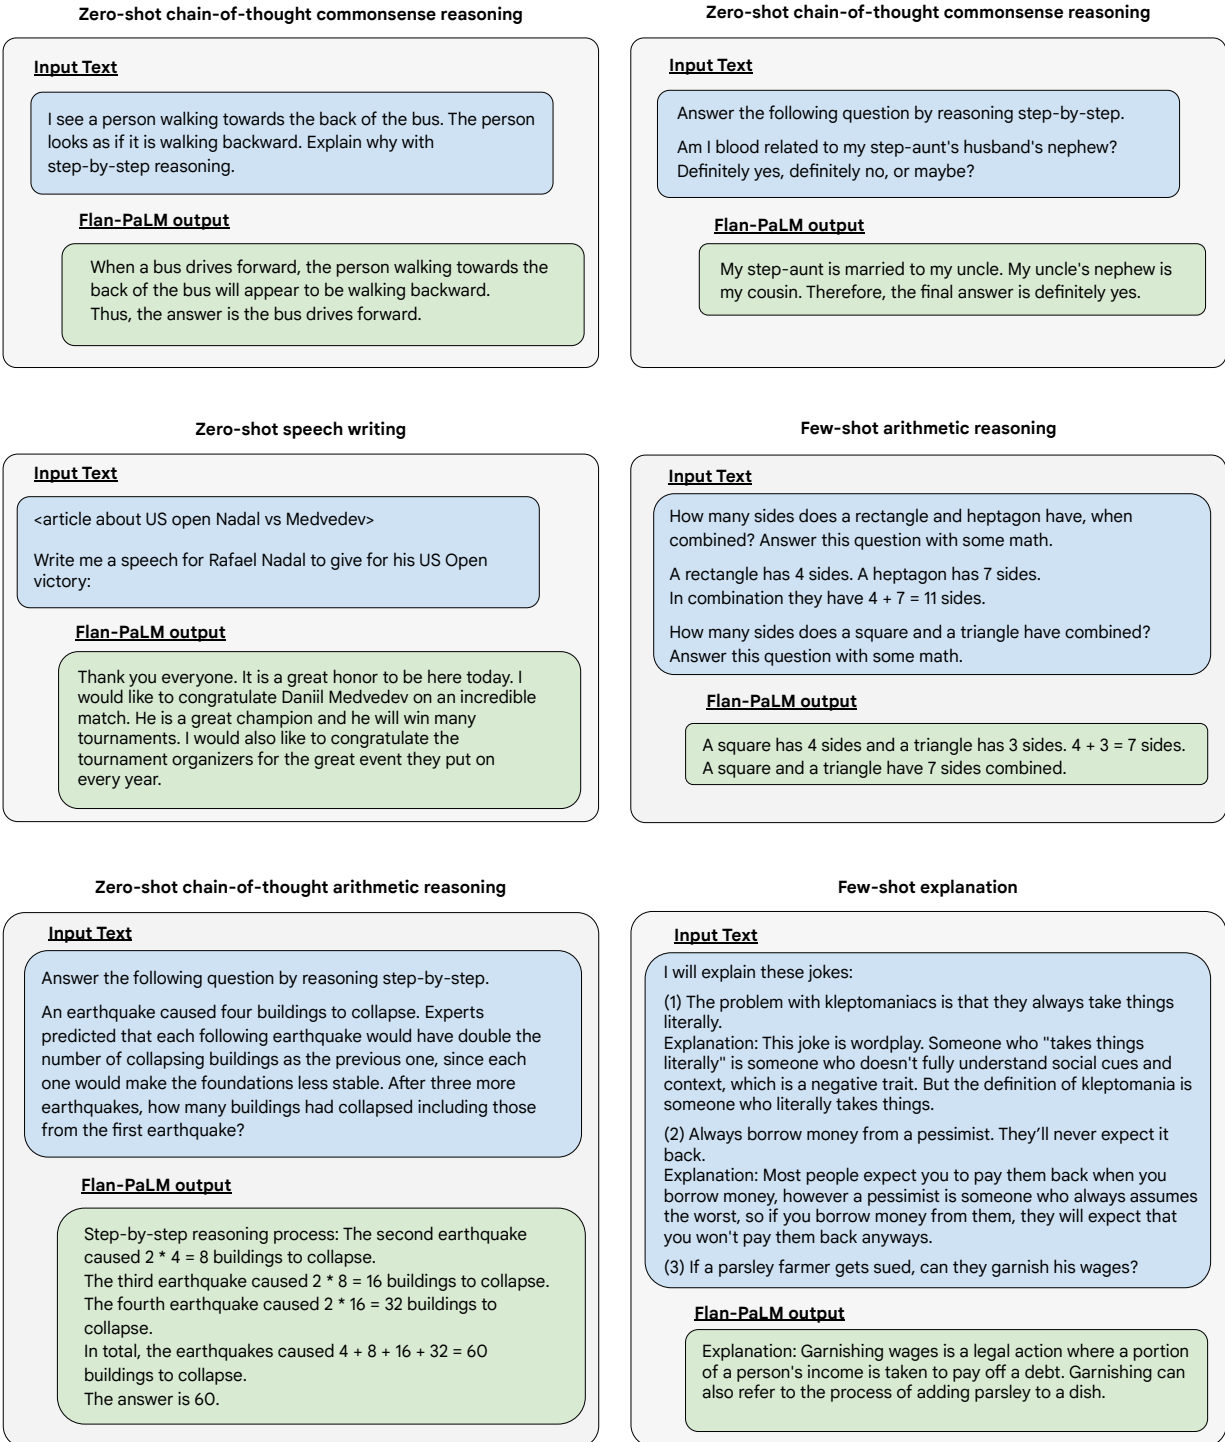 Zero-shot chain-of-thought commonsense reasoning
Input Text
I see a person walking towards the back of the bus. The person
looks as if it is walking backward. Explain why with
step-by-step reasoning.
Flan-PaLM output
When a bus drives forward, the person walking towards the
back of the bus will appear to be walking backward.
Thus, the answer is the bus drives forward.
Zero-shot chain-of-thought commonsense reasoning
Input Text
Answer the following question by reasoning step-by-step.
Am I blood related to my step-aunt's husband's nephew?
Definitely yes, definitely no, or maybe?
Flan-PaLM output
My step-aunt is married to my uncle. My uncle's nephew is
my cousin. Therefore, the final answer is definitely yes.
Zero-shot speech writing
Input Text
<article about US open Nadal vs Medvedev>
Write me a speech for Rafael Nadal to give for his US Open
victory:
Flan-PaLM output
Thank you everyone. It is a great honor to be here today. I
would like to congratulate Daniil Medvedev on an incredible
match. He is a great champion and he will win many
tournaments. I would also like to congratulate the
tournament organizers for the great event they put on
every year.
Few-shot arithmetic reasoning
Input Text
How many sides does a rectangle and heptagon have, when
combined? Answer this question with some math.
A rectangle has 4 sides. A heptagon has 7 sides.
In combination they have 4 + 7 = 11 sides.
How many sides does a square and a triangle have combined?
Answer this question with some math.
Flan-PaLM output
A square has 4 sides and a triangle has 3 sides. 4 + 3 = 7 sides.
A square and a triangle have 7 sides combined.
Zero-shot chain-of-thought arithmetic reasoning
Input Text
Answer the following question by reasoning step-by-step.
An earthquake caused four buildings to collapse. Experts
predicted that each following earthquake would have double the
number of collapsing buildings as the previous one, since each
one would make the foundations less stable. After three more
earthquakes, how many buildings had collapsed including those
from the first earthquake?
Flan-PaLM output
Step-by-step reasoning process: The second earthquake
caused 2 * 4 = 8 buildings to collapse.
The third earthquake caused 2 * 8 = 16 buildings to collapse.
The fourth earthquake caused 2 * 16 = 32 buildings to
collapse.
In total, the earthquakes caused 4 + 8 + 16 + 32 = 60
buildings to collapse.
The answer is 60.
Few-shot explanation
Input Text
I will explain these jokes:
(1) The problem with kleptomaniacs is that they always take things
literally.
Explanation: This joke is wordplay. Someone who "takes things
literally" is someone who doesn't fully understand social cues and
context, which is a negative trait. But the definition of kleptomania is
someone who literally takes things.
(2) Always borrow money from a pessimist. They’ll never expect it
back.
Explanation: Most people expect you to pay them back when you
borrow money, however a pessimist is someone who always assumes
the worst, so if you borrow money from them, they will expect that
you won't pay them back anyways.
(3) If a parsley farmer gets sued, can they garnish his wages?
Flan-PaLM output
Explanation: Garnishing wages is a legal action where a portion
of a person's income is taken to pay off a debt. Garnishing can
also refer to the process of adding parsley to a dish.